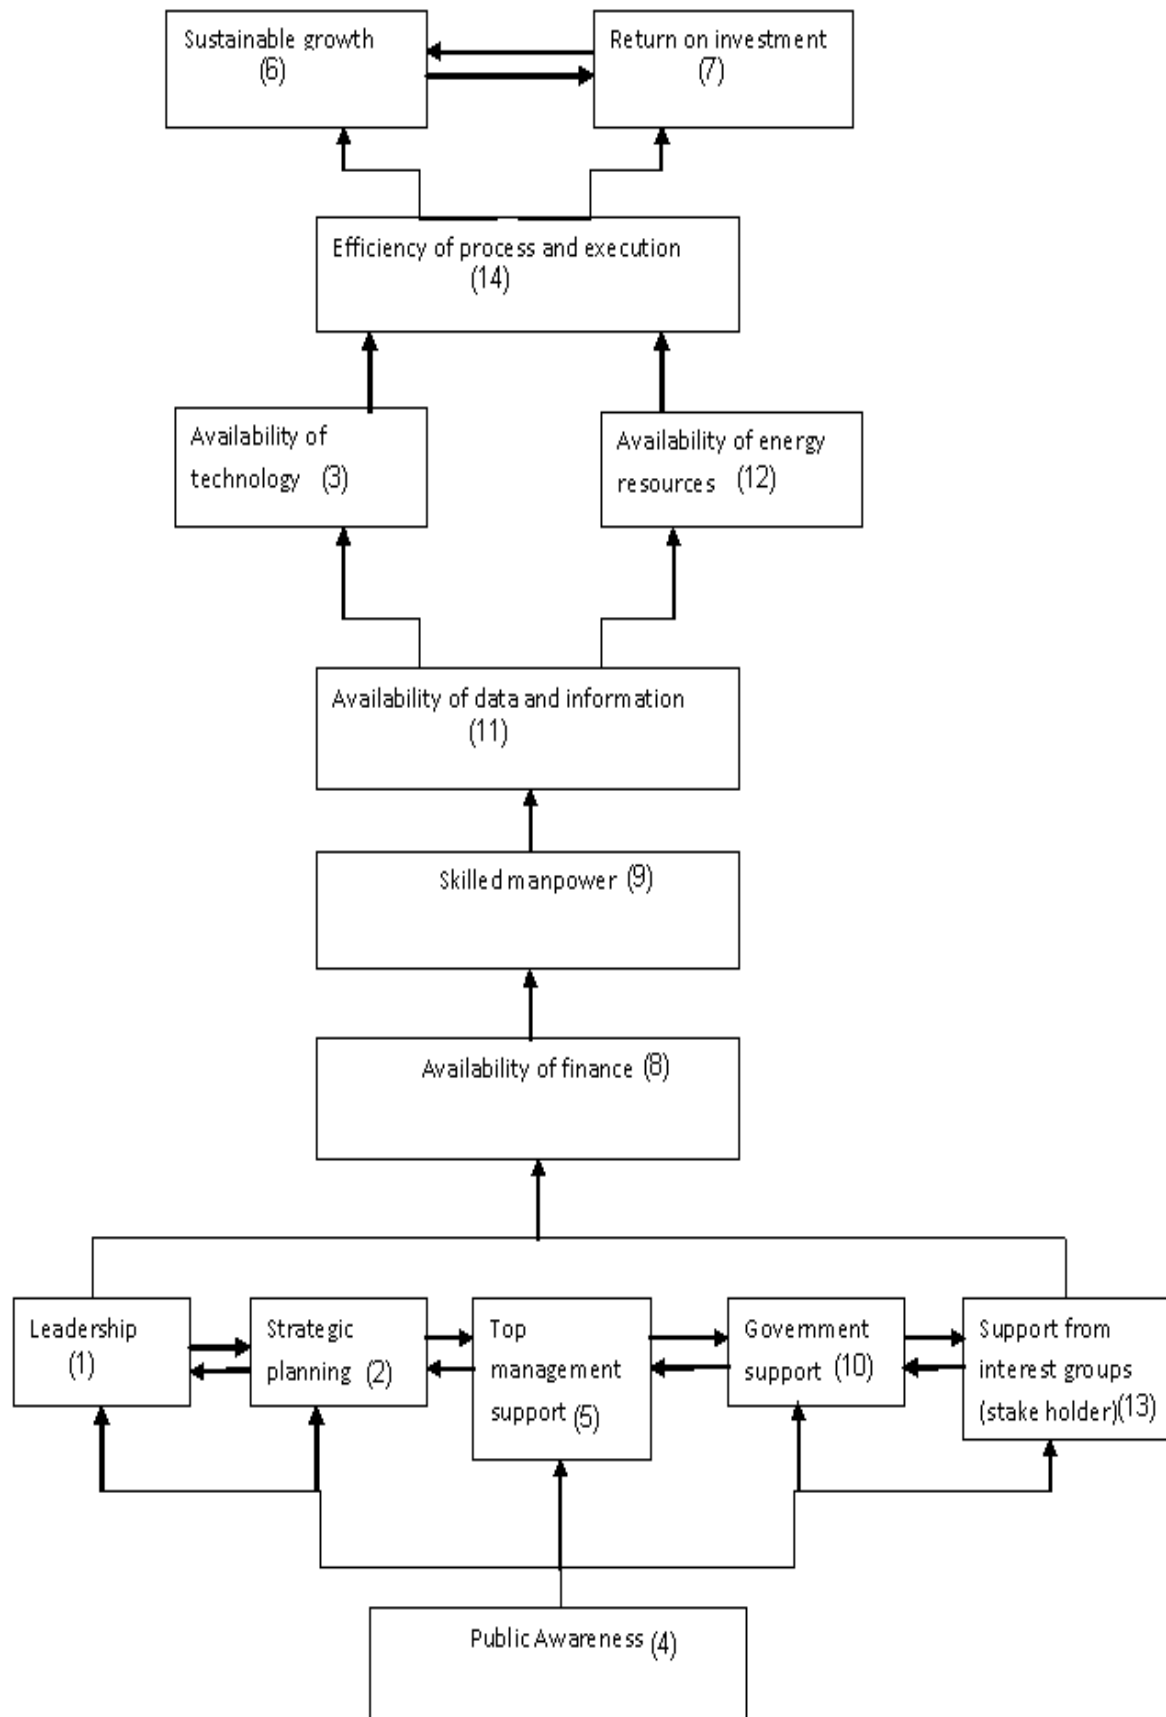 Sustainable growth
(6)
Return on investment
(7)
Efficiency of process and execution
(14)
Availability of
technology (3)
Availability of energy
resources (12)
Availability of data and information
(11)
Skilled manpower (9)
Availability of finance (8)
Leadership
(1)
Strategic
planning (2)
Top
management
support (5)
Government
support (10)
Support from
interest groups
(stake holder)(13)
Public Awareness (4)